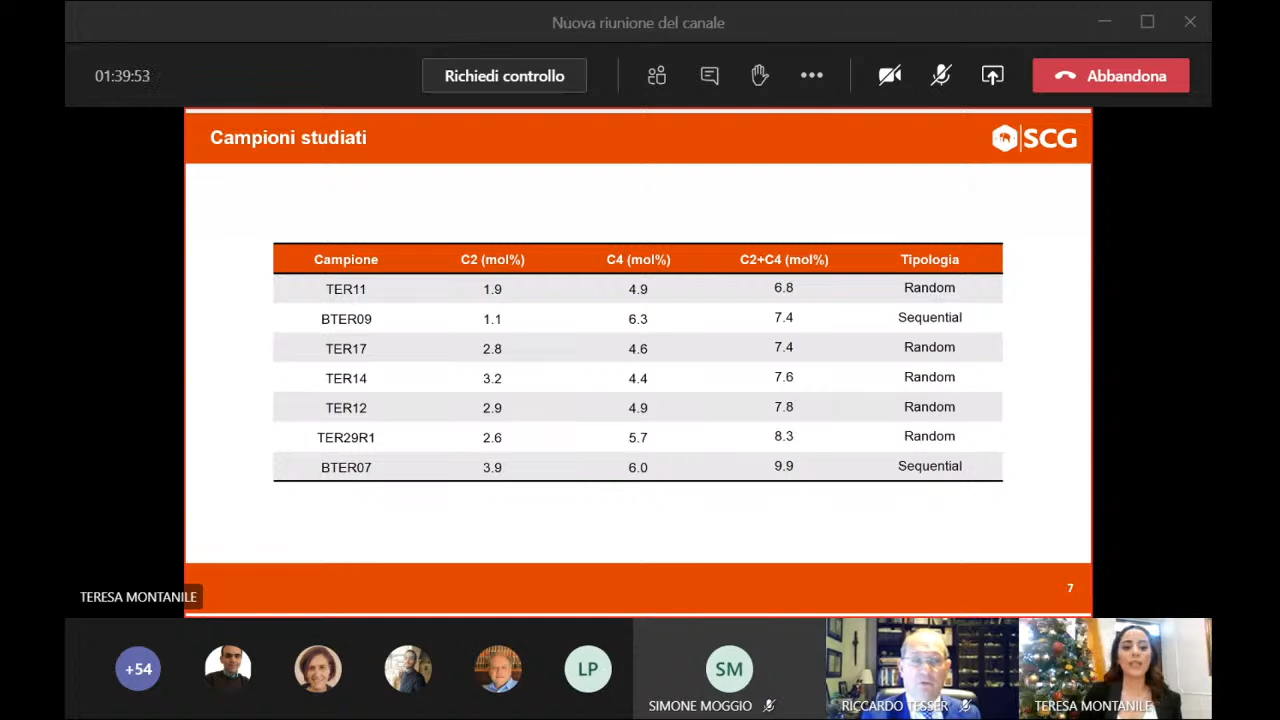 Nuova riunione del canale
01:39:53
Richiedi controllo
Abbandona
Campioni studiati
SCG
Campione C2 (mol%) C4 (mol%) C2+C4 (mol%) Tipologia
TER11 1.9 4.9 6.8 Random
BTER09 1.1 6.3 7.4 Sequential
TER17 2.8 4.6 7.4 Random
TER14 3.2 4.4 7.6 Random
TER12 2.9 4.9 7.8 Random
TER29R1 2.6 5.7 8.3 Random
BTER07 3.9 6.0 9.9 Sequential
7
TERESA MONTANILE
+54
LP
SM
SIMONE MOGGIO
RICCARDO TESSER
TERESA MONTANILE